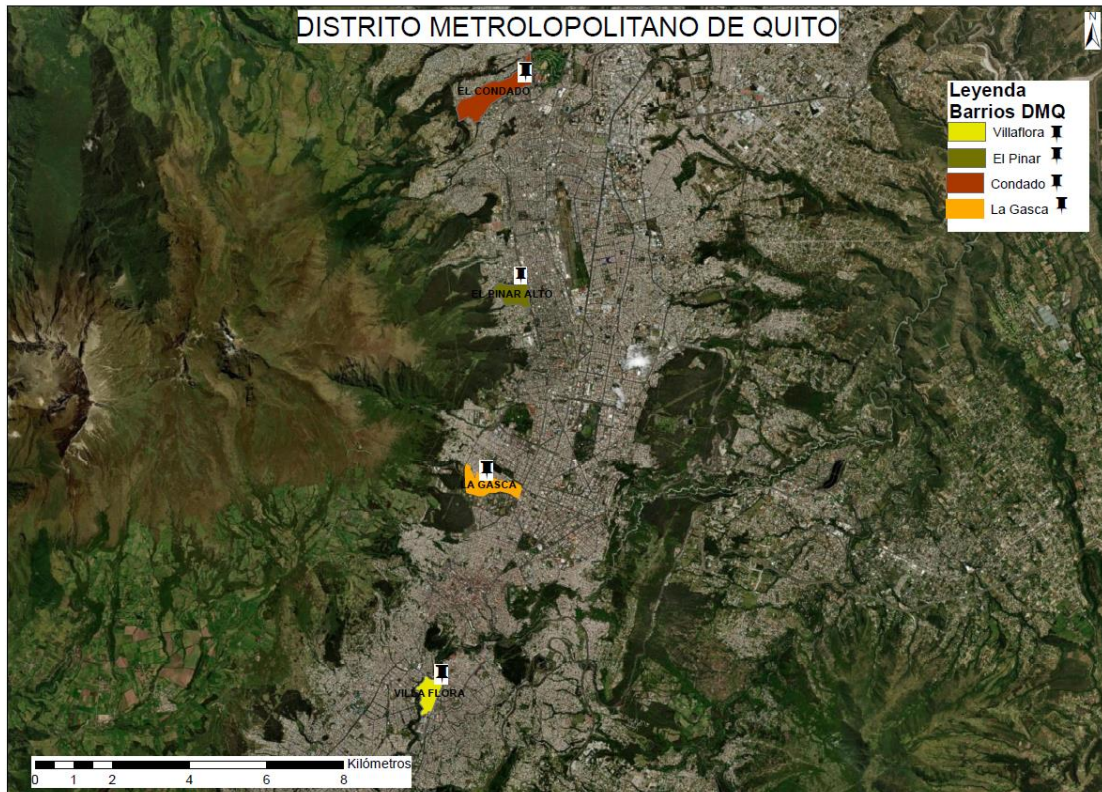 DISTRITO METROLOPOLITANO DE QUITO
N
EL CONDADO
Leyenda
Barrios DMQ
Villaflora
El Pinar
Condado
La Gasca
EL PINAR ALTO
LA GASCA
VILLA FLORA
Kilómetros
0 1 2 4 6 8